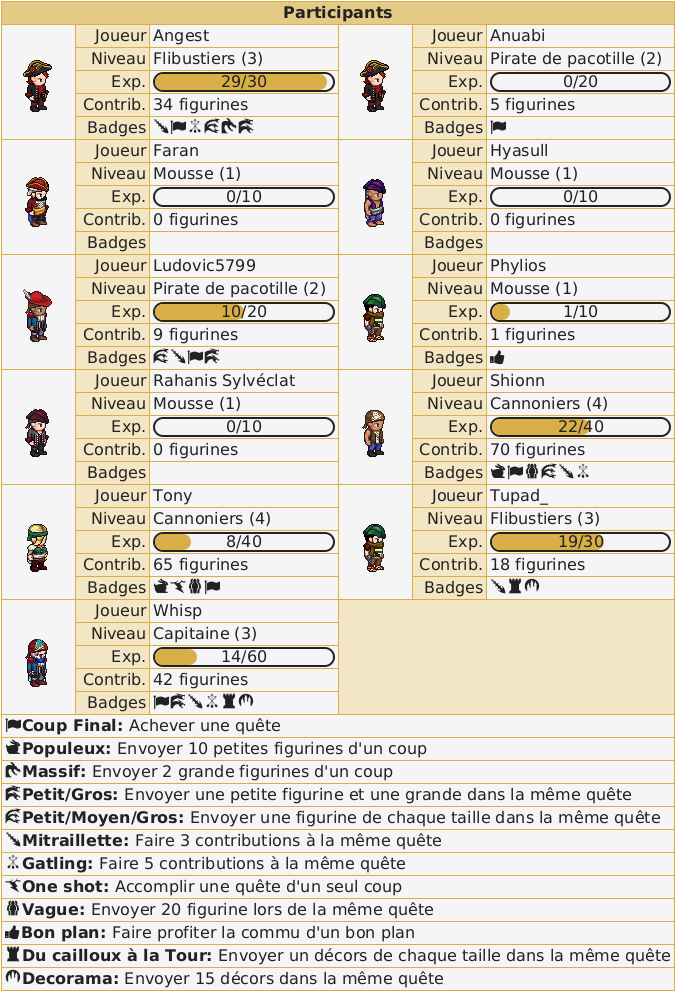 Participants
Joueur Angest
Niveau Flibustiers (3)
Exp. 29/30
Contrib. 34 figurines
Badges
Joueur Anuabi
Niveau Pirate de pacotille (2)
Exp. 0/20
Contrib. 5 figurines
Badges
Joueur Faran
Niveau Mousse (1)
Exp. 0/10
Contrib. 0 figurines
Badges
Joueur Hyasull
Niveau Mousse (1)
Exp. 0/10
Contrib. 0 figurines
Badges
Joueur Ludovic5799
Niveau Pirate de pacotille (2)
Exp. 10/20
Contrib. 9 figurines
Badges
Joueur Phylios
Niveau Mousse (1)
Exp. 1/10
Contrib. 1 figurines
Badges
Joueur Rahanis Sylvéclat
Niveau Mousse (1)
Exp. 0/10
Contrib. 0 figurines
Badges
Joueur Shionn
Niveau Cannoniers (4)
Exp. 22/40
Contrib. 70 figurines
Badges
Joueur Tony
Niveau Cannoniers (4)
Exp. 8/40
Contrib. 65 figurines
Badges
Joueur Tupad_
Niveau Flibustiers (3)
Exp. 19/30
Contrib. 18 figurines
Badges
Joueur Whisp
Niveau Capitaine (3)
Exp. 14/60
Contrib. 42 figurines
Badges
Coup Final: Achever une quête
Populeux: Envoyer 10 petites figurines d'un coup
Massif: Envoyer 2 grande figurines d'un coup
Petit/Gros: Envoyer une petite figurine et une grande dans la même quête
Petit/Moyen/Gros: Envoyer une figurine de chaque taille dans la même quête
Mitraillette: Faire 3 contributions à la même quête
Gatling: Faire 5 contributions à la même quête
One shot: Accomplir une quête d'un seul coup
Vague: Envoyer 20 figurine lors de la même quête
Bon plan: Faire profiter la commu d'un bon plan
Du cailloux à la Tour: Envoyer un décors de chaque taille dans la même quête
Decorama: Envoyer 15 décors dans la même quête